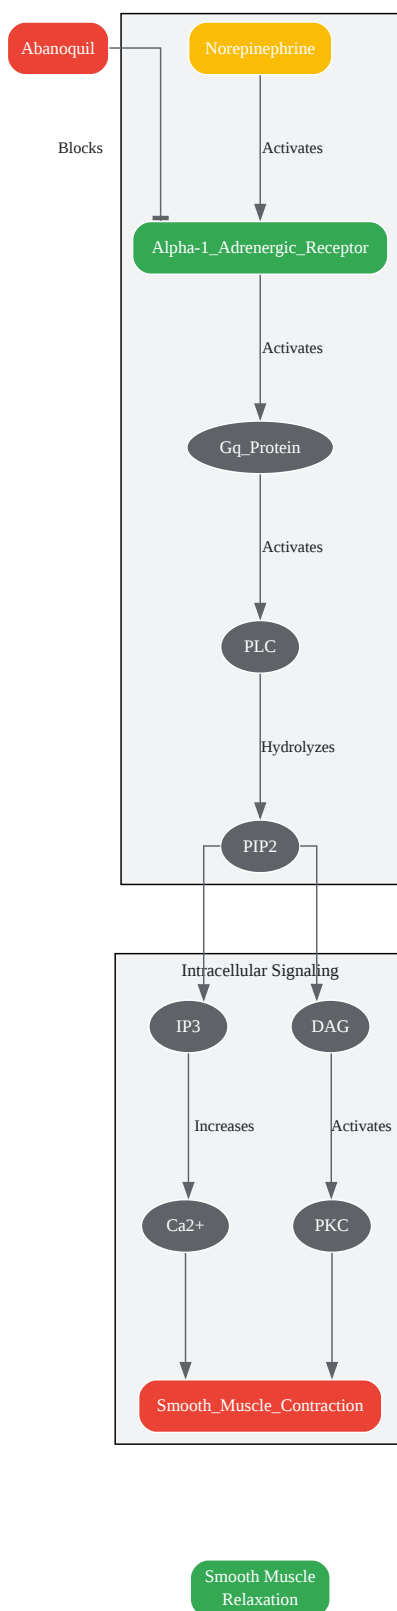 Abanoquil
Norepinephrine
Blocks
Activates
Alpha-1_Adrenergic_Receptor
Activates
Gq_Protein
Activates
PLC
Hydrolyzes
PIP2
Intracellular Signaling
IP3
DAG
Increases
Activates
Ca2+
PKC
Smooth_Muscle_Contraction
Smooth Muscle
Relaxation